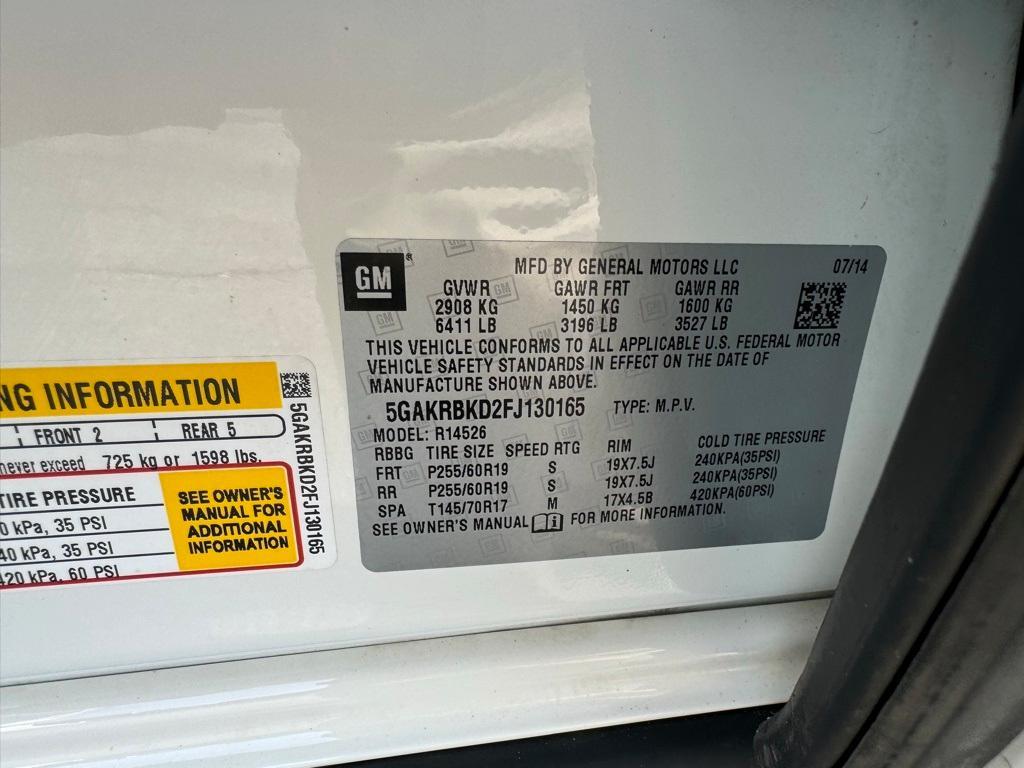 NG INFORMATION
FRONT 2 REAR 5
never exceed 725 kg or 1598 lbs.
TIRE PRESSURE
0 kPa, 35 PSI
40 kPa, 35 PSI
420 kPa, 60 PSI
SEE OWNER'S
MANUAL FOR
ADDITIONAL
INFORMATION
5GAKRBKD2FJ130165
GM
MFD BY GENERAL MOTORS LLC 07/14
GVWR GAWR FRT GAWR RR
2908 KG 1450 KG 1600 KG
6411 LB 3196 LB 3527 LB
THIS VEHICLE CONFORMS TO ALL APPLICABLE U.S. FEDERAL MOTOR
VEHICLE SAFETY STANDARDS IN EFFECT ON THE DATE OF
MANUFACTURE SHOWN ABOVE.
5GAKRBKD2FJ130165 TYPE: M.P.V.
MODEL: R14526
RBBG TIRE SIZE SPEED RTG RIM COLD TIRE PRESSURE
FRT P255/60R19 S 19X7.5J 240KPA(35PSI)
RR P255/60R19 S 19X7.5J 240KPA(35PSI)
SPA T145/70R17 M 17X4.5B 420KPA(60PSI)
SEE OWNER'S MANUAL FOR MORE INFORMATION.